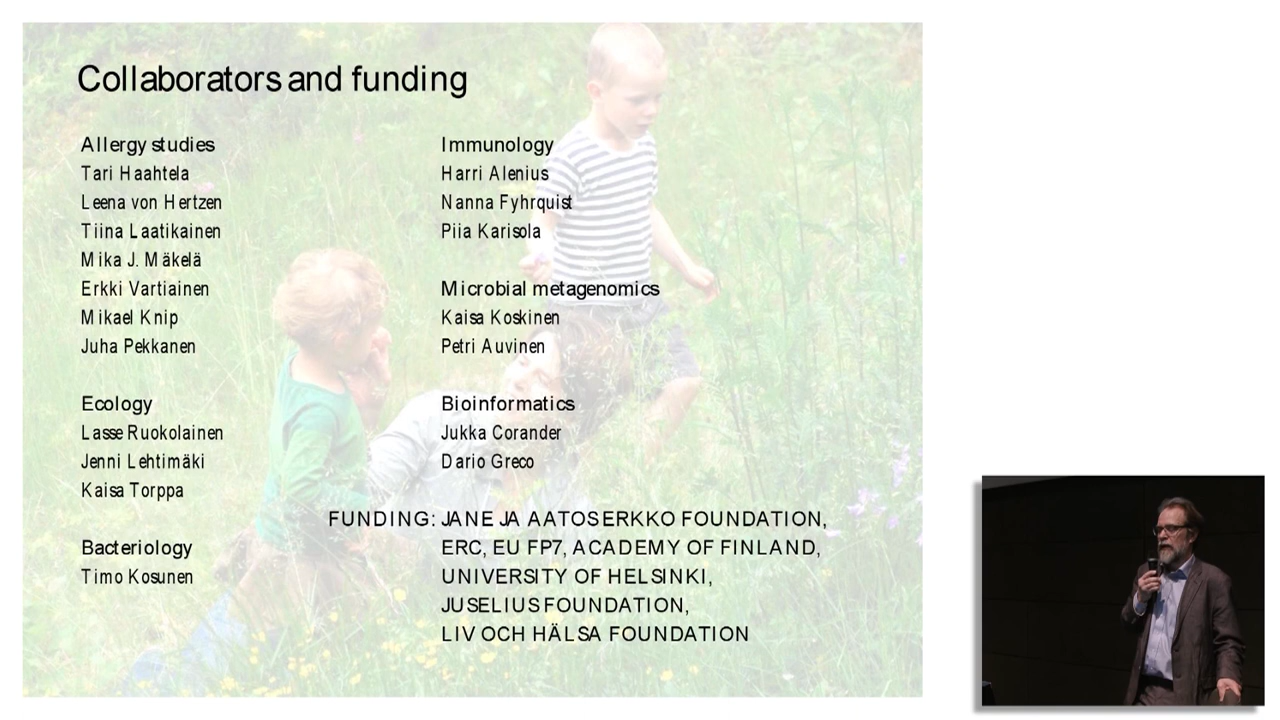 Collaborators and funding
Allergy studies
Tari Haahtela
Leena von Hertzen
Tiina Laatikainen
Mika J. Mäkelä
Erkki Vartiainen
Mikael Knip
Juha Pekkanen
Ecology
Lasse Ruokolainen
Jenni Lehtimäki
Kaisa Torppa
Bacteriology
Timo Kosunen
Immunology
Harri Alenius
Nanna Fyhrquist
Piia Karisola
Microbial metagenomics
Kaisa Koskinen
Petri Auvinen
Bioinformatics
Jukka Corander
Dario Greco
FUNDING: JANE JA AATOS ERKKO FOUNDATION,
ERC, EU FP7, ACADEMY OF FINLAND,
UNIVERSITY OF HELSINKI,
JUSELIUS FOUNDATION,
LIV OCH HÄLSA FOUNDATION